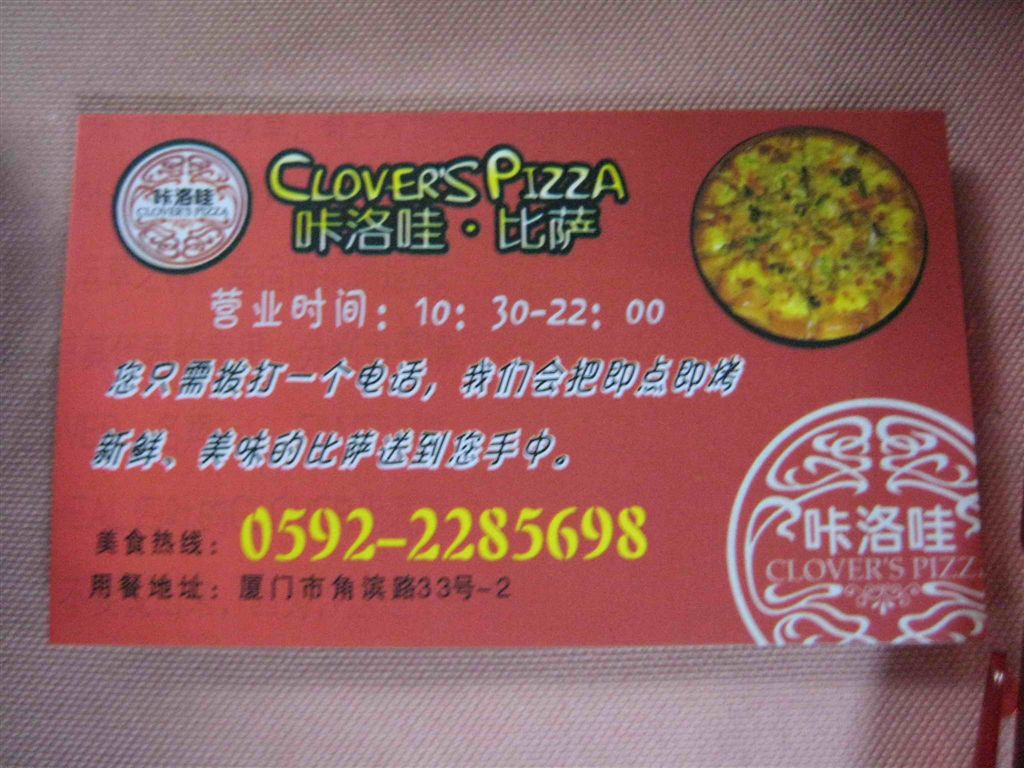 咔洛哇
CLOVER'S PIZZA
CLOVER'S PIZZA
咔洛哇·比萨
营业时间：10：30-22：00
您只需拨打一个电话，我们会把即点即烤
新鲜、美味的比萨送到您手中。
美食热线：0592-2285698
用餐地址：厦门市角滨路33号-2
咔洛哇
CLOVER'S PIZZ